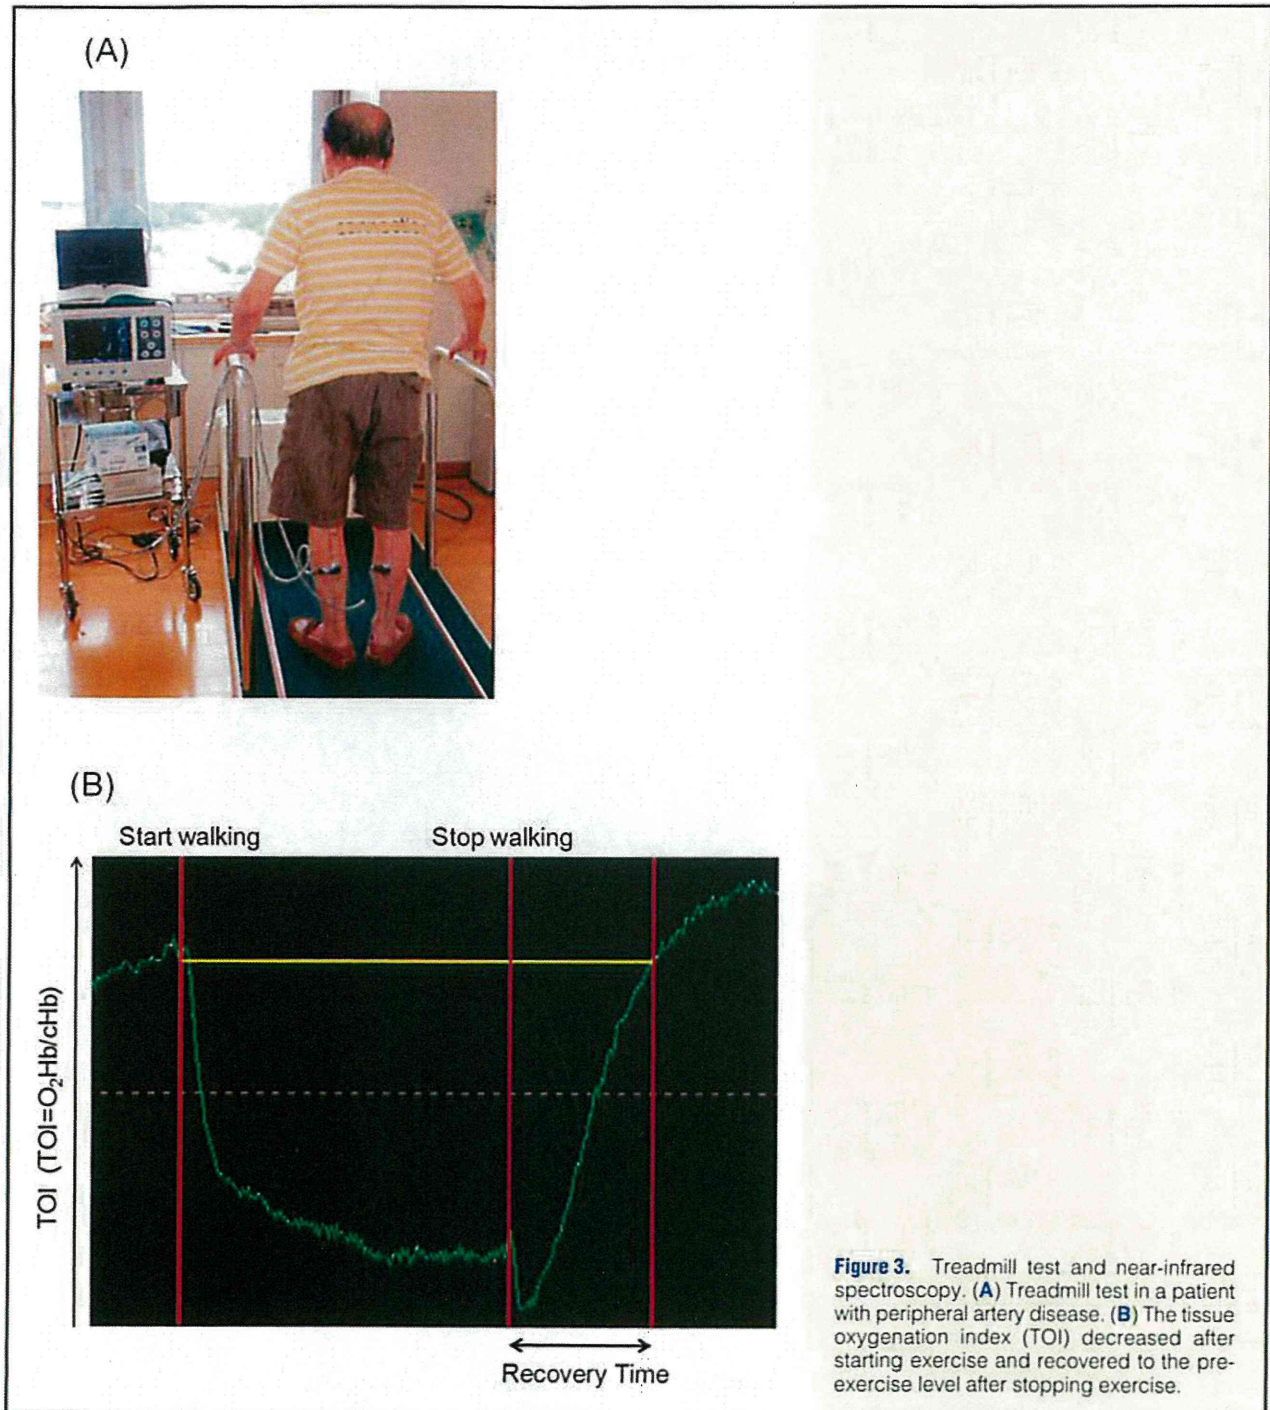 (A)
(B)
Start walking
Stop walking
TOI (TOI=O₂Hb/cHb)
Recovery Time
Figure 3. Treadmill test and near-infrared
spectroscopy. (A) Treadmill test in a patient
with peripheral artery disease. (B) The tissue
oxygenation index (TOI) decreased after
starting exercise and recovered to the pre-
exercise level after stopping exercise.